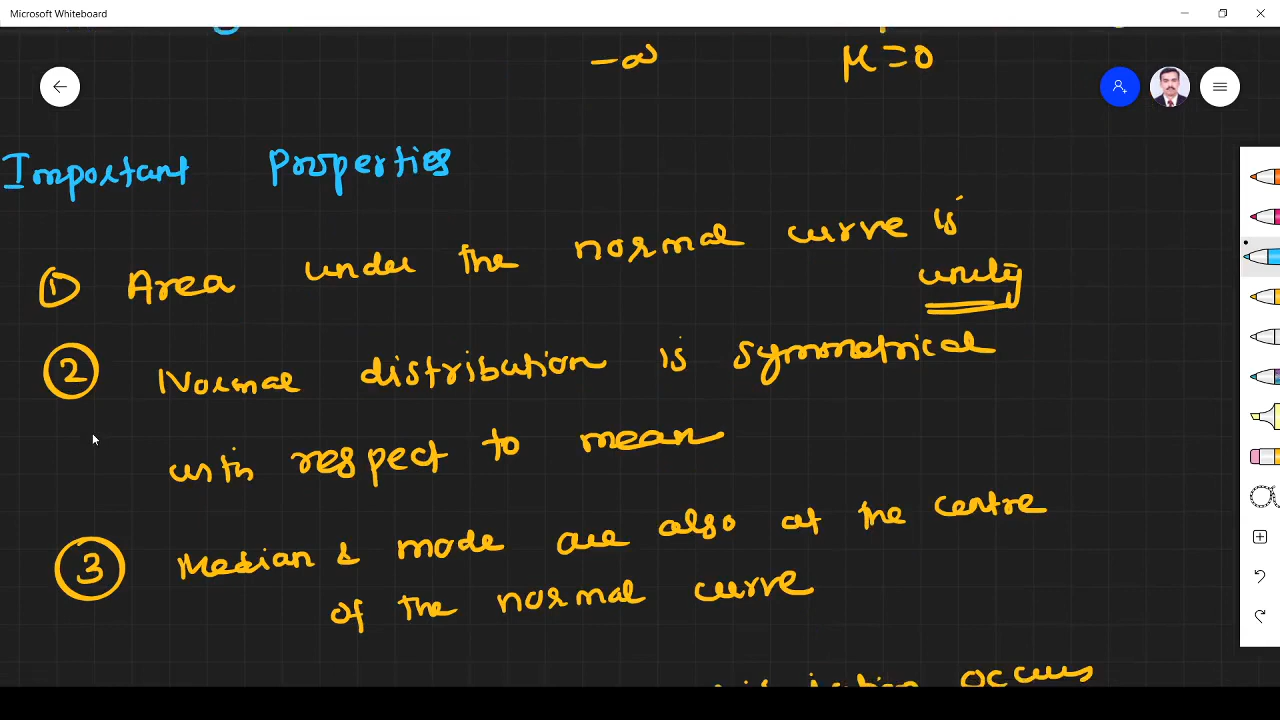 Microsoft Whiteboard
-∞ μ=0
Important Properties
① Area under the normal curve is
unity
② Normal distribution is symmetrical
with respect to mean
③ Median & mode are also at the centre
of the normal curve
occurs